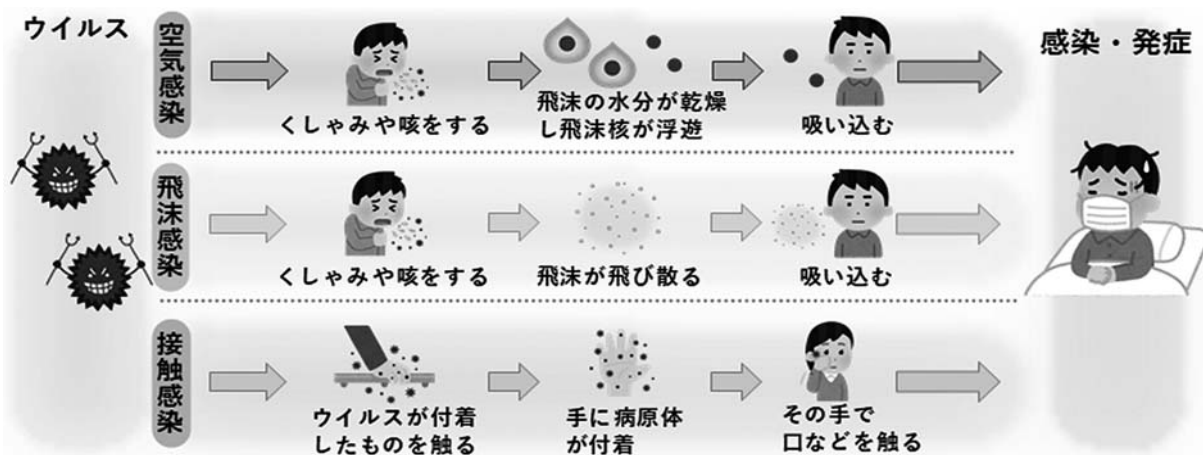 ウイルス
感染・発症
空気感染
くしゃみや咳をする
飛沫の水分が乾燥
し飛沫核が浮遊
吸い込む
飛沫感染
くしゃみや咳をする
飛沫が飛び散る
吸い込む
接触感染
ウイルスが付着
したものを触る
手に病原体
が付着
その手で
口などを触る